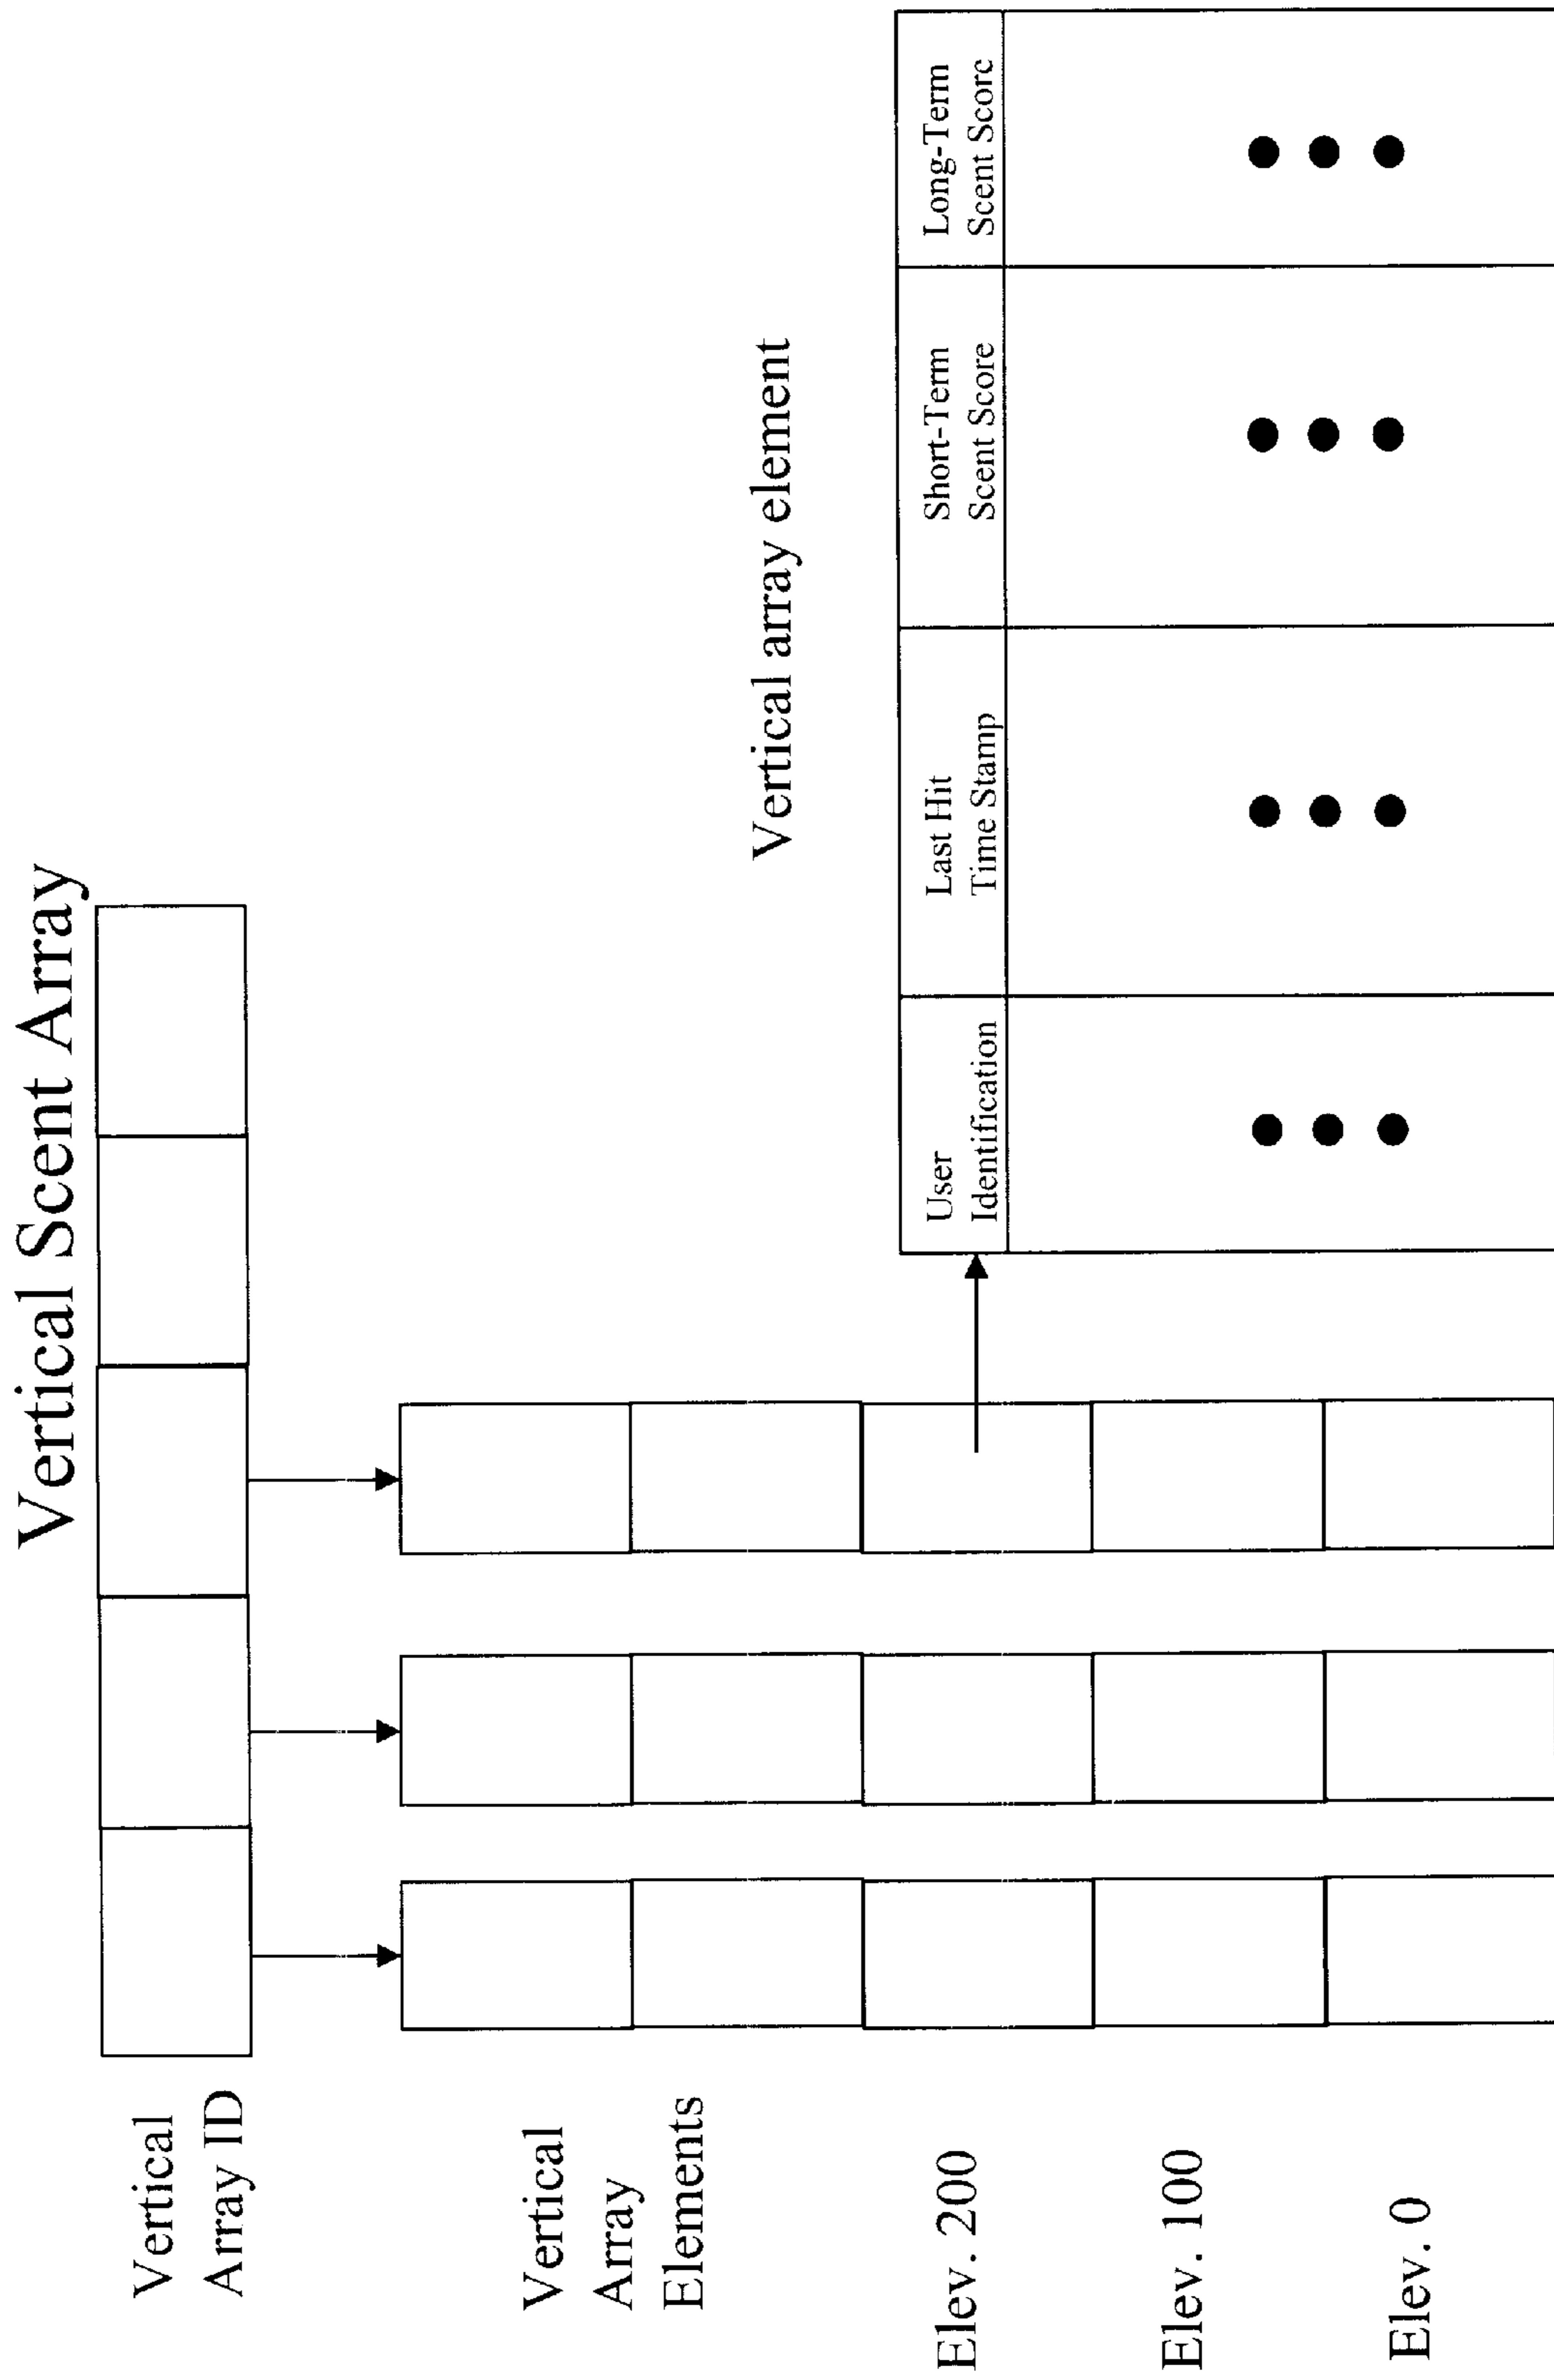 Vertical Scent Array
Vertical
Array ID
Vertical
Array
Elements
Elev. 200
Elev. 100
Elev. 0
Vertical array element
User
Identification
Last Hit
Time Stamp
Short-Term
Scent Score
Long-Term
Scent Score